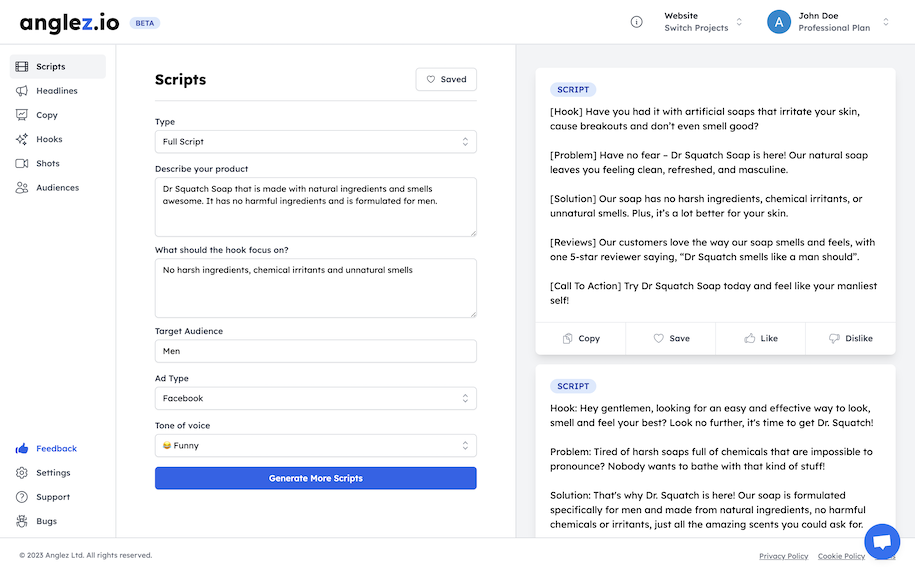 anglez.io BETA
Website
Switch Projects
John Doe
Professional Plan
Scripts
Headlines
Copy
Hooks
Shots
Audiences
Feedback
Settings
Support
Bugs
Scripts
Saved
Type
Full Script
Describe your product
Dr Squatch Soap that is made with natural ingredients and smells
awesome. It has no harmful ingredients and is formulated for men.
What should the hook focus on?
No harsh ingredients, chemical irritants and unnatural smells
Target Audience
Men
Ad Type
Facebook
Tone of voice
😂 Funny
Generate More Scripts
SCRIPT
[Hook] Have you had it with artificial soaps that irritate your skin,
cause breakouts and don’t even smell good?
[Problem] Have no fear – Dr Squatch Soap is here! Our natural soap
leaves you feeling clean, refreshed, and masculine.
[Solution] Our soap has no harsh ingredients, chemical irritants, or
unnatural smells. Plus, it’s a lot better for your skin.
[Reviews] Our customers love the way our soap smells and feels, with
one 5-star reviewer saying, “Dr Squatch smells like a man should”.
[Call To Action] Try Dr Squatch Soap today and feel like your manliest
self!
Copy
Save
Like
Dislike
SCRIPT
Hook: Hey gentlemen, looking for an easy and effective way to look,
smell and feel your best? Look no further, it's time to get Dr. Squatch!
Problem: Tired of harsh soaps full of chemicals that are impossible to
pronounce? Nobody wants to bathe with that kind of stuff!
Solution: That's why Dr. Squatch is here! Our soap is formulated
specifically for men and made from natural ingredients, no harmful
chemicals or irritants, just all the amazing scents you could ask for.
© 2023 Anglez Ltd. All rights reserved.
Privacy Policy
Cookie Policy